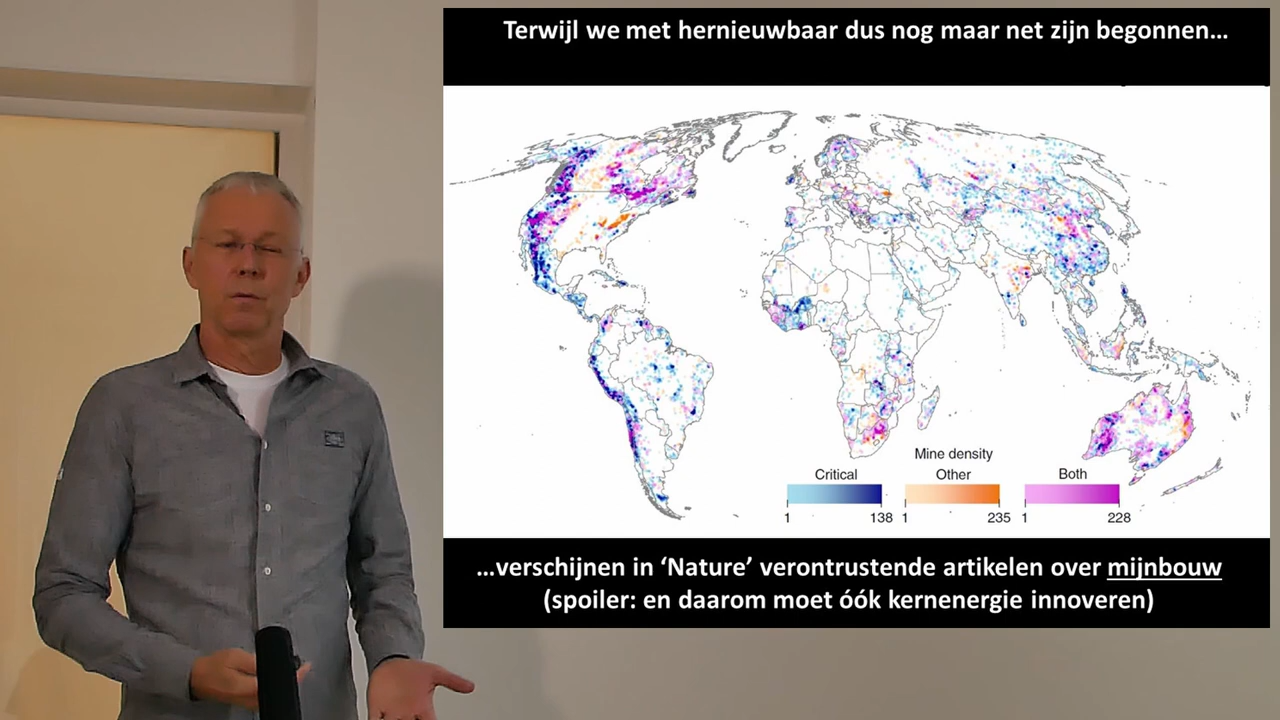 Terwijl we met hernieuwbaar dus nog maar net zijn begonnen...
Mine density
Critical Other Both
1 138 1 235 1 228
...verschijnen in ‘Nature’ verontrustende artikelen over mijnbouw
(spoiler: en daarom moet óók kernenergie innoveren)